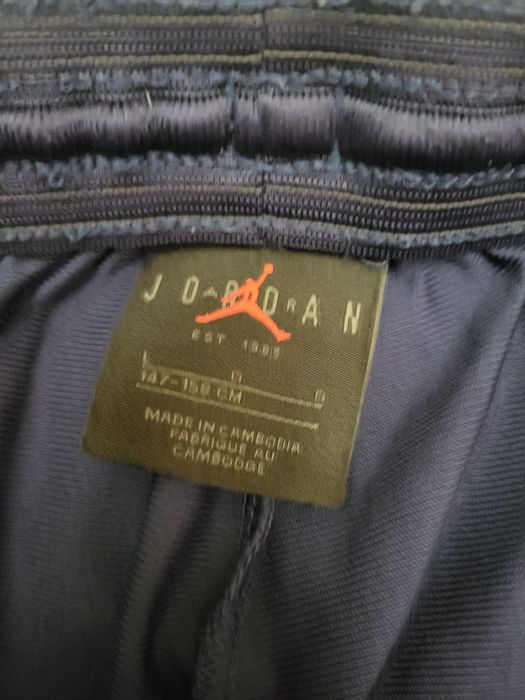 JORDAN
EST 1985
L
147-158 CM
MADE IN CAMBODIA
FABRIQUE AU
CAMBODGE